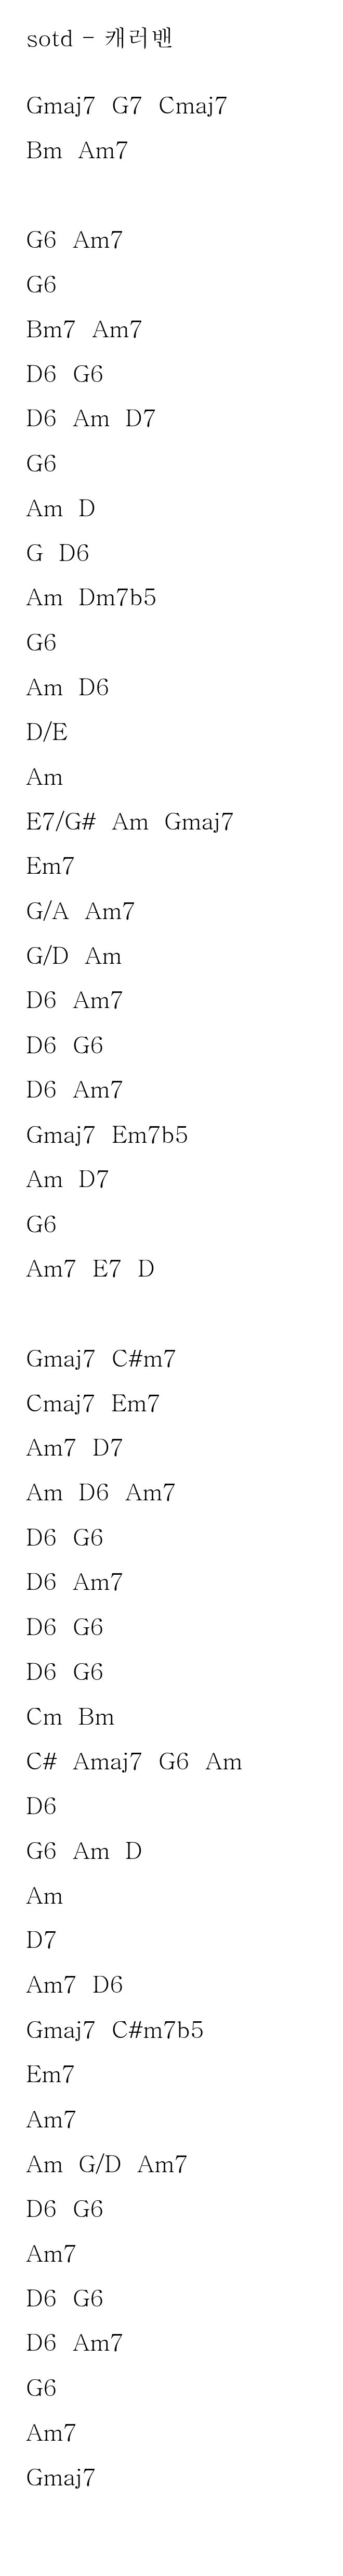 sotd - 캐러밴
Gmaj7 G7 Cmaj7
Bm Am7
G6 Am7
G6
Bm7 Am7
D6 G6
D6 Am D7
G6
Am D
G D6
Am Dm7b5
G6
Am D6
D/E
Am
E7/G# Am Gmaj7
Em7
G/A Am7
G/D Am
D6 Am7
D6 G6
D6 Am7
Gmaj7 Em7b5
Am D7
G6
Am7 E7 D
Gmaj7 C#m7
Cmaj7 Em7
Am7 D7
Am D6 Am7
D6 G6
D6 Am7
D6 G6
D6 G6
Cm Bm
C# Amaj7 G6 Am
D6
G6 Am D
Am
D7
Am7 D6
Gmaj7 C#m7b5
Em7
Am7
Am G/D Am7
D6 G6
Am7
D6 G6
D6 Am7
G6
Am7
Gmaj7